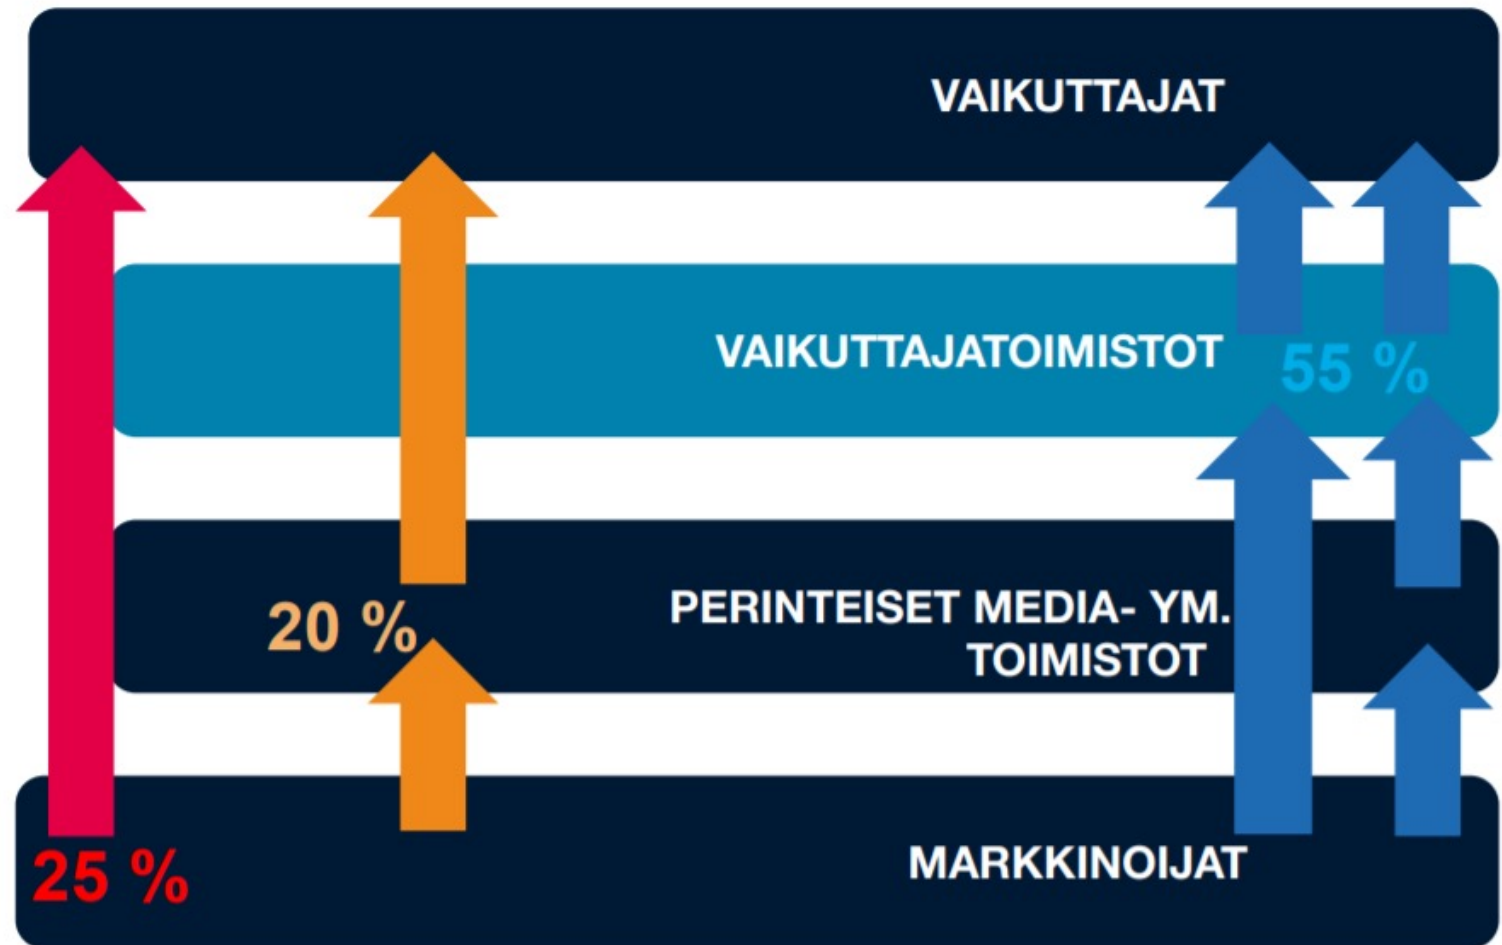 VAIKUTTAJAT
VAIKUTTAJATOIMISTOT
55 %
20 %
PERINTEISET MEDIA- YM.
TOIMISTOT
25 %
MARKKINOIJAT